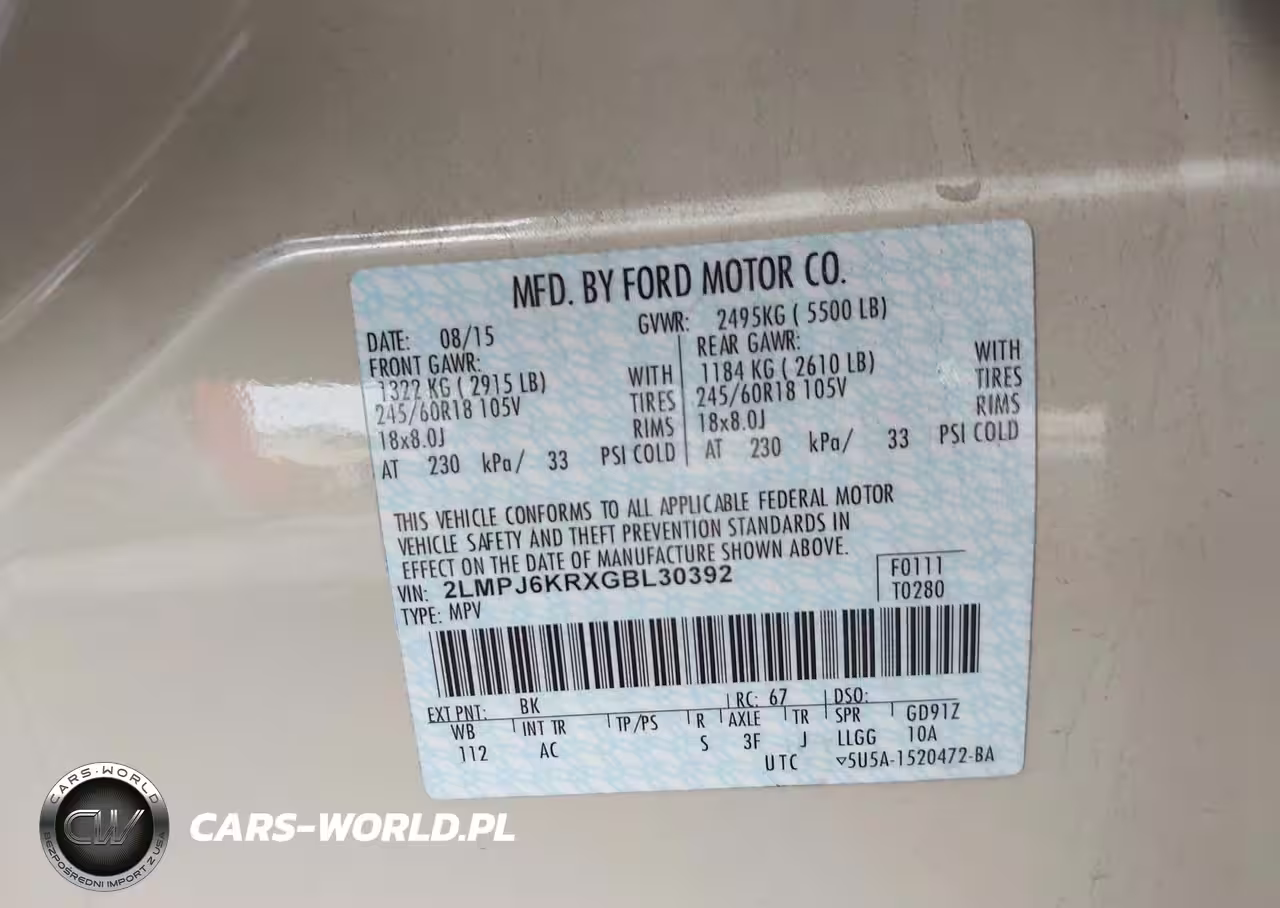 MFD. BY FORD MOTOR CO.
DATE: 08/15 GVWR: 2495KG ( 5500 LB)
FRONT GAWR: REAR GAWR:
1322 KG ( 2915 LB) WITH 1184 KG ( 2610 LB) WITH
245/60R18 105V TIRES 245/60R18 105V TIRES
18x8.0J RIMS 18x8.0J RIMS
AT 230 kPa/ 33 PSI COLD AT 230 kPa/ 33 PSI COLD
THIS VEHICLE CONFORMS TO ALL APPLICABLE FEDERAL MOTOR
VEHICLE SAFETY AND THEFT PREVENTION STANDARDS IN
EFFECT ON THE DATE OF MANUFACTURE SHOWN ABOVE.
VIN: 2LMPJ6KRXGBL30392 F0111
TYPE: MPV T0280
EXT PNT: BK RC: 67 DSO:
WB INT TR TP/PS R AXLE TR SPR GD91Z
112 AC S 3F J LLGG 10A
UTC ▽5U5A-1520472-BA
CARS-WORLD
CW
BEZPOŚREDNI IMPORT Z USA
CARS-WORLD.PL